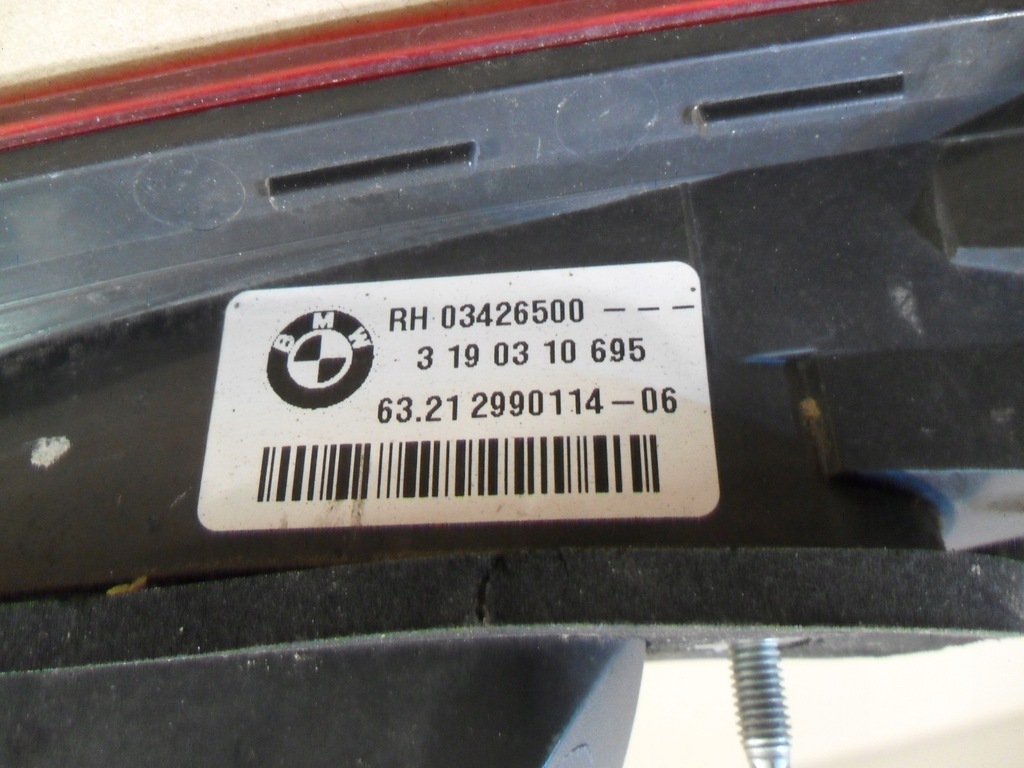 BMW
RH 03426500 – – –
3 19 03 10 695
63.21 2990114–06